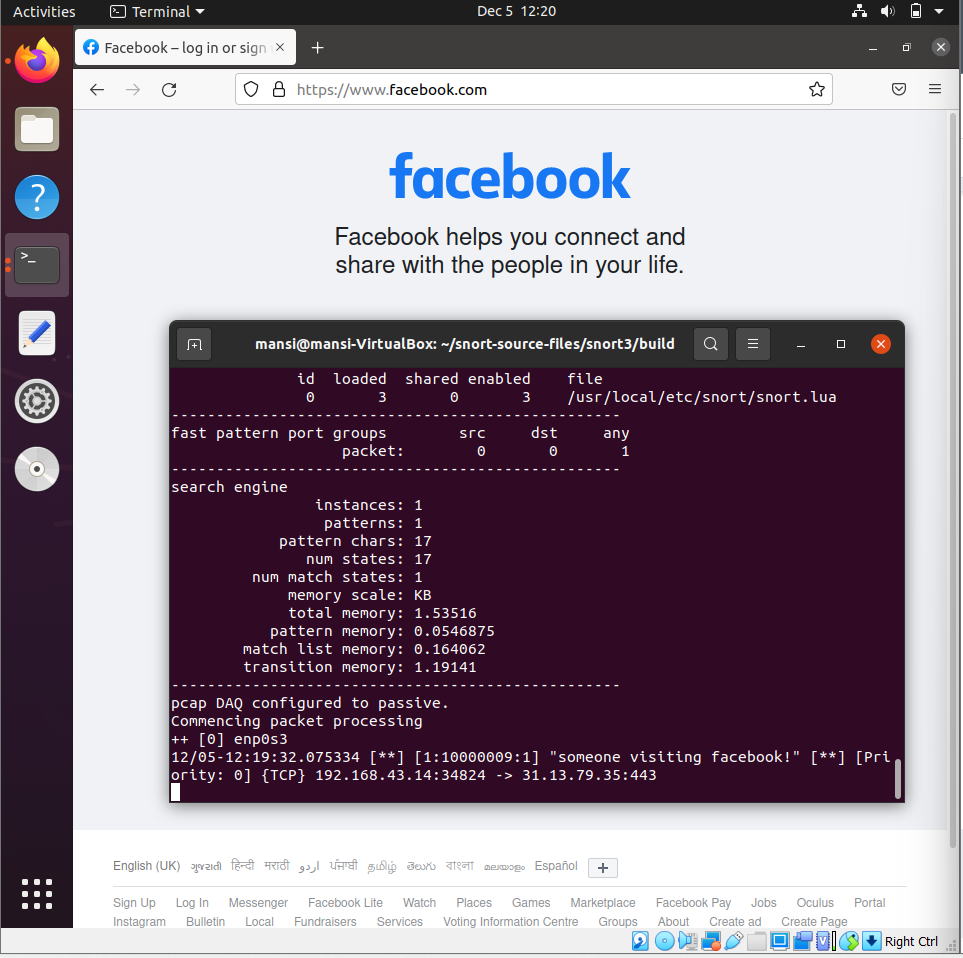 Activities Terminal Dec 5 12:20
Facebook – log in or sign
https://www.facebook.com
facebook
Facebook helps you connect and
share with the people in your life.
mansi@mansi-VirtualBox: ~/snort-source-files/snort3/build
id loaded shared enabled file
0 3 0 3 /usr/local/etc/snort/snort.lua
--------------------------------------------------
fast pattern port groups src dst any
packet: 0 0 1
--------------------------------------------------
search engine
instances: 1
patterns: 1
pattern chars: 17
num states: 17
num match states: 1
memory scale: KB
total memory: 1.53516
pattern memory: 0.0546875
match list memory: 0.164062
transition memory: 1.19141
--------------------------------------------------
pcap DAQ configured to passive.
Commencing packet processing
++ [0] enp0s3
12/05-12:19:32.075334 [**] [1:10000009:1] "someone visiting facebook!" [**] [Pri
ority: 0] {TCP} 192.168.43.14:34824 -> 31.13.79.35:443
English (UK) ગુજરાતી हिन्दी मराठी اردو ਪੰਜਾਬੀ தமிழ் తెలుగు বাংলা മലയാളം Español
Sign Up Log In Messenger Facebook Lite Watch Places Games Marketplace Facebook Pay Jobs Oculus Portal
Instagram Bulletin Local Fundraisers Services Voting Information Centre Groups About Create ad Create Page
Right Ctrl